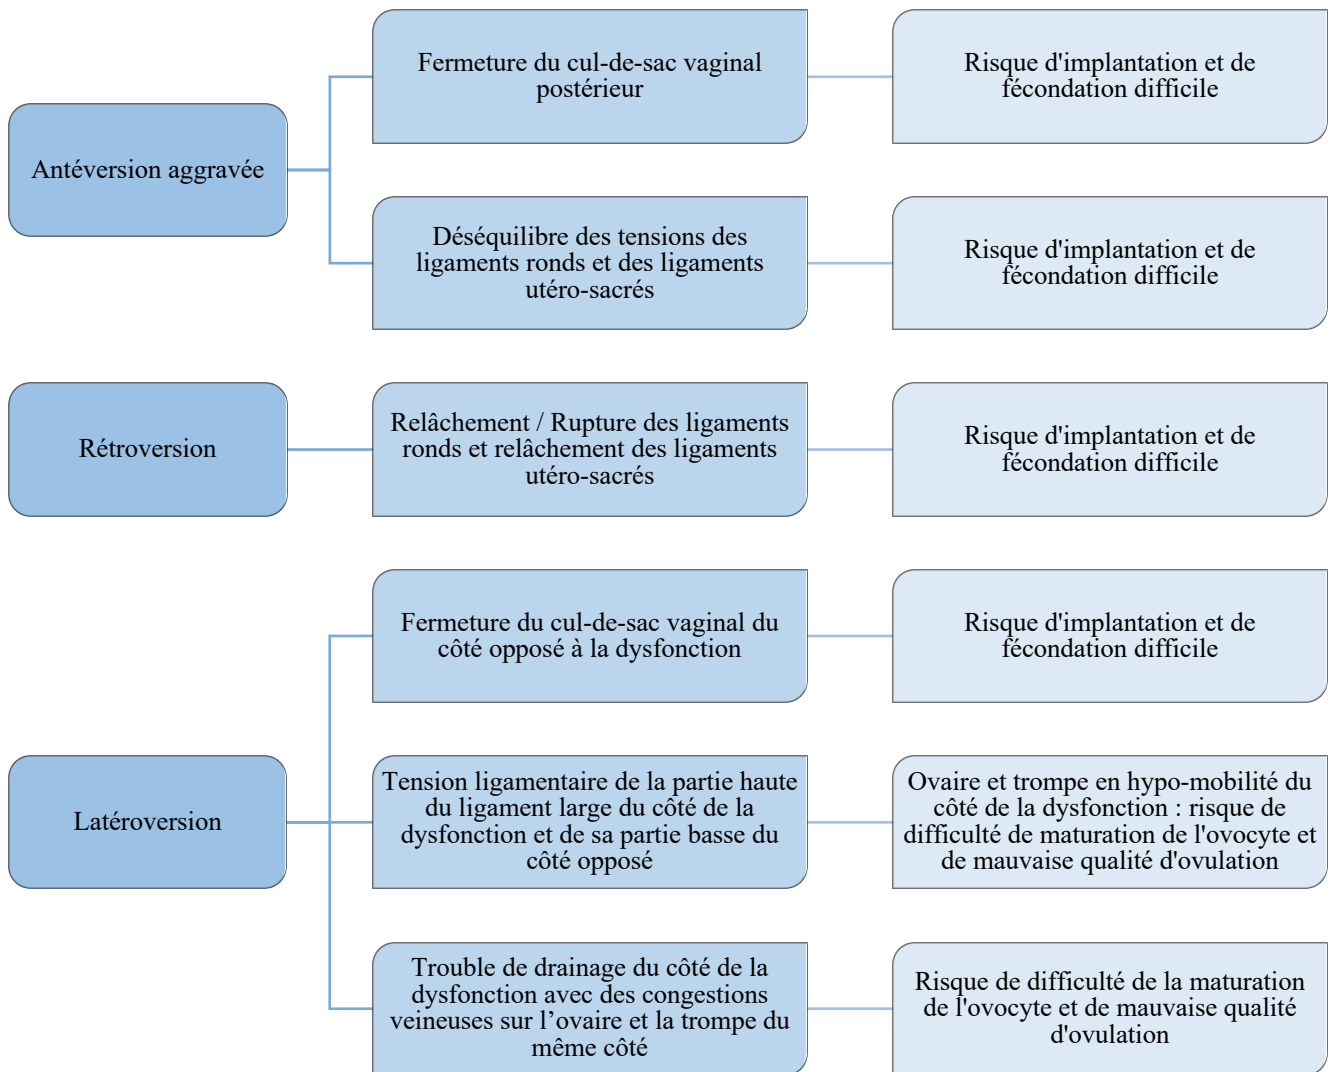 Antéversion aggravée
Fermeture du cul-de-sac vaginal
postérieur
Risque d'implantation et de
fécondation difficile
Déséquilibre des tensions des
ligaments ronds et des ligaments
utéro-sacrés
Risque d'implantation et de
fécondation difficile
Rétroversion
Relâchement / Rupture des ligaments
ronds et relâchement des ligaments
utéro-sacrés
Risque d'implantation et de
fécondation difficile
Latéroversion
Fermeture du cul-de-sac vaginal du
côté opposé à la dysfonction
Risque d'implantation et de
fécondation difficile
Tension ligamentaire de la partie haute
du ligament large du côté de la
dysfonction et de sa partie basse du
côté opposé
Ovaire et trompe en hypo-mobilité du
côté de la dysfonction : risque de
difficulté de maturation de l'ovocyte et
de mauvaise qualité d'ovulation
Trouble de drainage du côté de la
dysfonction avec des congestions
veineuses sur l’ovaire et la trompe du
même côté
Risque de difficulté de la maturation
de l'ovocyte et de mauvaise qualité
d'ovulation